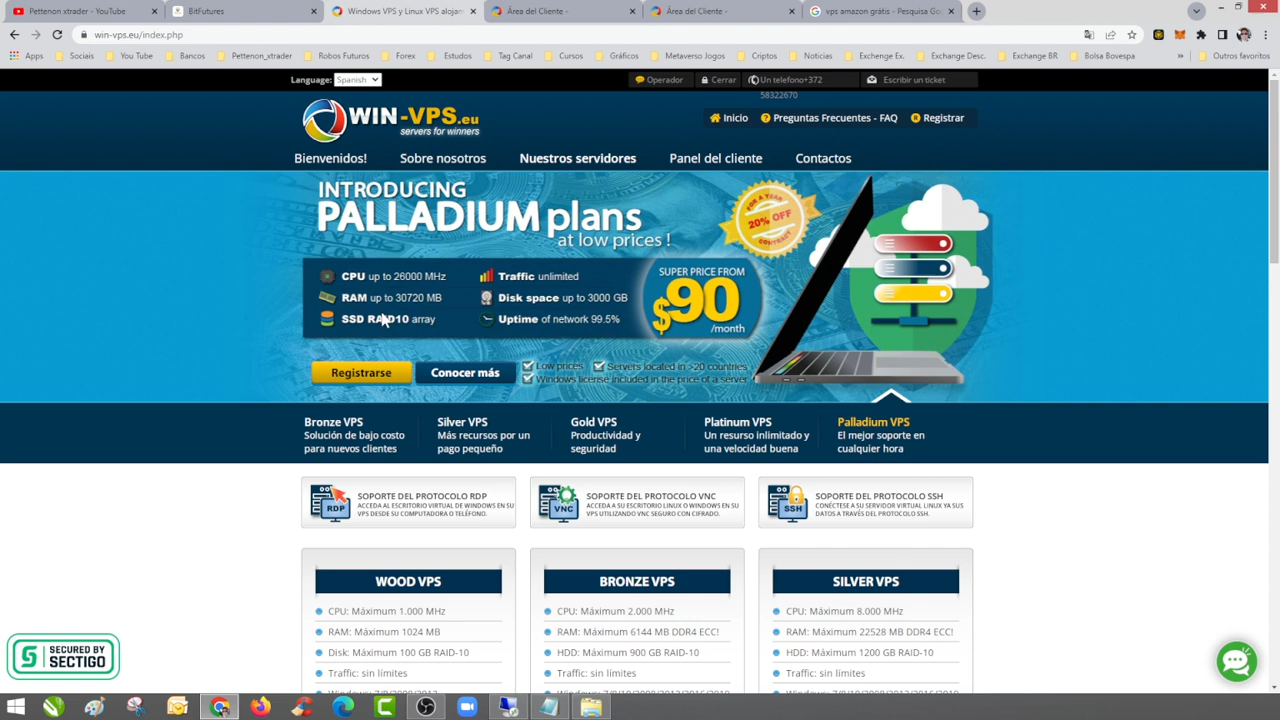 Pettenon xtrader
BitFutures
Windows VPS y Linux VPS alojam
Área del Cliente -
Área del Cliente -
vps amazon grátis - Pesquisa Go
win-vps.eu/index.php
Apps
Sociais
You Tube
Bancos
Pettenon_xtrader
Robos Futuros
Forex
Estudos
Tag Canal
Cursos
Gráficos
Metaverso Jogos
Criptos
Noticias
Exchange Ex.
Exchange Desc.
Exchange BR
Bolsa Bovespa
»
Outros favoritos
Language: Spanish
Operador
Cerrar
Un telefono+372
58322670
Escribir un ticket
WIN-VPS.eu
servers for winners
Inicio
Preguntas Frecuentes - FAQ
Registrar
Bienvenidos!
Sobre nosotros
Nuestros servidores
Panel del cliente
Contactos
INTRODUCING
PALLADIUM plans
at low prices !
FOR A YEAR
20% OFF
CONTRACT
CPU up to 26000 MHz
Traffic unlimited
RAM up to 30720 MB
Disk space up to 3000 GB
SSD RAID10 array
Uptime of network 99.5%
SUPER PRICE FROM
$90
/month
Registrarse
Conocer más
Low prices
Servers located in >20 countries
Windows license included in the price of a server
Bronze VPS
Solución de bajo costo
para nuevos clientes
Silver VPS
Más recursos por un
pago pequeño
Gold VPS
Productividad y
seguridad
Platinum VPS
Un resurso inlimitado y
una velocidad buena
Palladium VPS
El mejor soporte en
cualquier hora
RDP
SOPORTE DEL PROTOCOLO RDP
ACCEDA AL ESCRITORIO VIRTUAL DE WINDOWS EN SU
VPS DESDE SU COMPUTADORA O TELÉFONO.
VNC
SOPORTE DEL PROTOCOLO VNC
ACCEDA A SU ESCRITORIO LINUX O WINDOWS EN SU
VPS UTILIZANDO VNC SEGURO CON CIFRADO.
SSH
SOPORTE DEL PROTOCOLO SSH
CONÉCTESE A SU SERVIDOR VIRTUAL LINUX YA SUS
DATOS A TRAVÉS DEL PROTOCOLO SSH.
WOOD VPS
CPU: Máximum 1.000 MHz
RAM: Máximum 1024 MB
Disk: Máximum 100 GB RAID-10
Traffic: sin límites
BRONZE VPS
CPU: Máximum 2.000 MHz
RAM: Máximum 6144 MB DDR4 ECC!
HDD: Máximum 900 GB RAID-10
Traffic: sin límites
SILVER VPS
CPU: Máximum 8.000 MHz
RAM: Máximum 22528 MB DDR4 ECC!
HDD: Máximum 1200 GB RAID-10
Traffic: sin límites
SECURED BY
SECTIGO